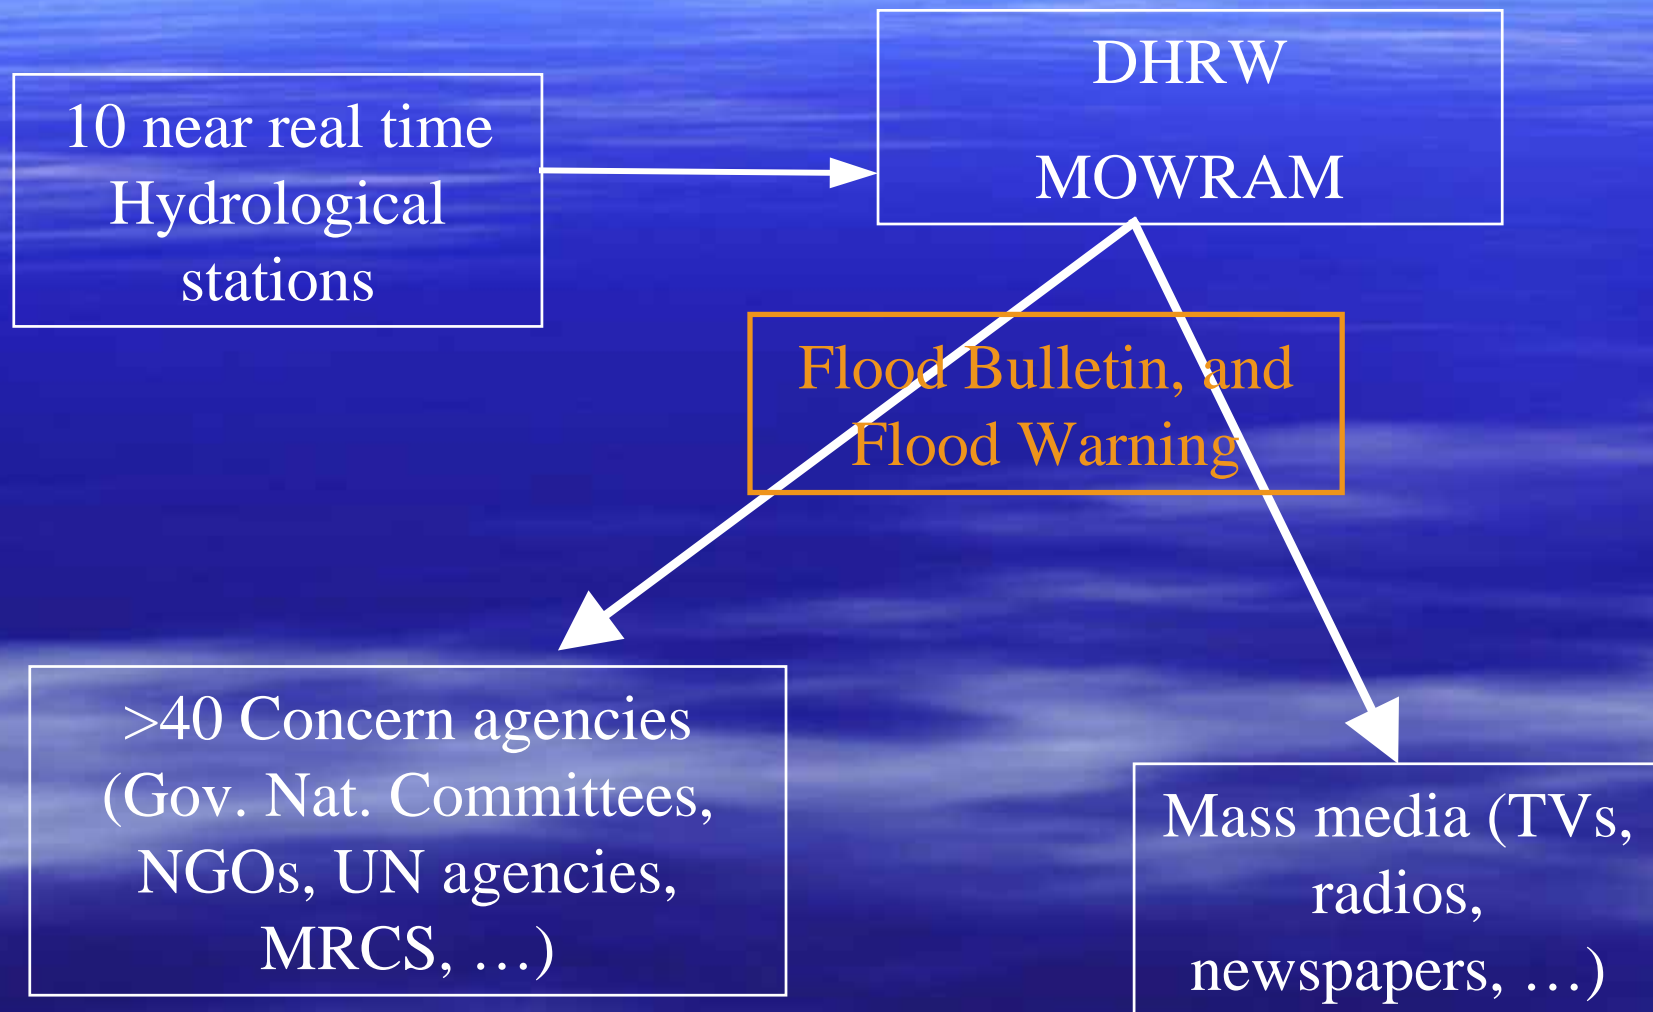 10 near real time
Hydrological
stations
DHRW
MOWRAM
Flood Bulletin, and
Flood Warning
>40 Concern agencies
(Gov. Nat. Committees,
NGOs, UN agencies,
MRCS, …)
Mass media (TVs,
radios,
newspapers, …)